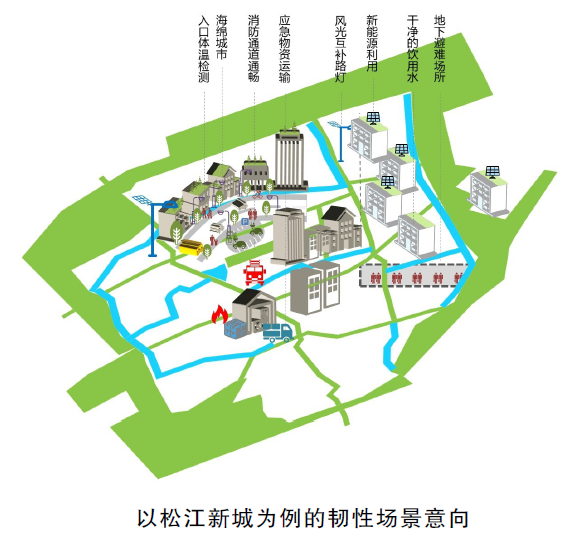 入口体温检测
海绵城市
消防通道通畅
应急物资运输
风光互补路灯
新能源利用
干净的饮用水
地下避难场所
以松江新城为例的韧性场景意向